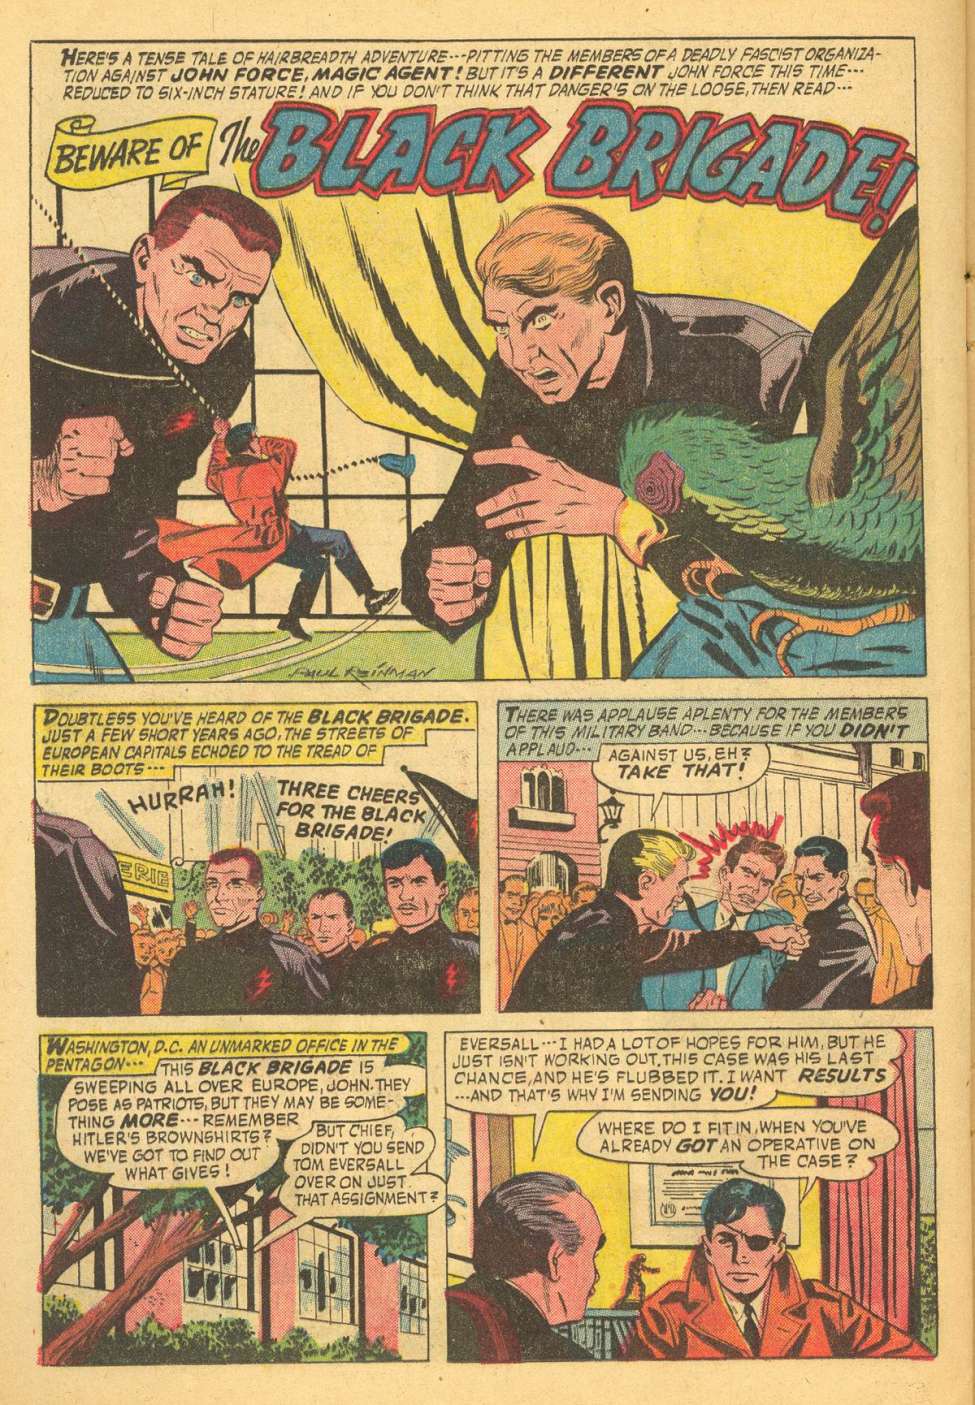 HERE'S A TENSE TALE OF HAIRBREADTH ADVENTURE---PITTING THE MEMBERS OF A DEADLY FASCIST ORGANIZA-
TION AGAINST JOHN FORCE, MAGIC AGENT! BUT IT'S A DIFFERENT JOHN FORCE THIS TIME---
REDUCED TO SIX-INCH STATURE! AND IF YOU DON'T THINK THAT DANGER'S ON THE LOOSE, THEN READ---
BEWARE OF
The
BLACK BRIGADE!
PAUL REINMAN
DOUBTLESS YOU'VE HEARD OF THE BLACK BRIGADE.
JUST A FEW SHORT YEARS AGO, THE STREETS OF
EUROPEAN CAPITALS ECHOED TO THE TREAD OF
THEIR BOOTS---
HURRAH!
THREE CHEERS
FOR THE BLACK
BRIGADE!
ERIE
THERE WAS APPLAUSE APLENTY FOR THE MEMBERS
OF THIS MILITARY BAND---BECAUSE IF YOU DIDN'T
APPLAUD---
AGAINST US, EH?
TAKE THAT!
WASHINGTON, D.C. AN UNMARKED OFFICE IN THE
PENTAGON---
THIS BLACK BRIGADE IS
SWEEPING ALL OVER EUROPE, JOHN. THEY
POSE AS PATRIOTS, BUT THEY MAY BE SOME-
THING MORE--- REMEMBER
HITLER'S BROWNSHIRTS?
WE'VE GOT TO FIND OUT
WHAT GIVES!
BUT CHIEF,
DIDN'T YOU SEND
TOM EVERSALL
OVER ON JUST
THAT ASSIGNMENT?
EVERSALL---I HAD A LOT OF HOPES FOR HIM, BUT HE
JUST ISN'T WORKING OUT, THIS CASE WAS HIS LAST
CHANCE, AND HE'S FLUBBED IT. I WANT RESULTS
---AND THAT'S WHY I'M SENDING YOU!
WHERE DO I FIT IN, WHEN YOU'VE
ALREADY GOT AN OPERATIVE ON
THE CASE?